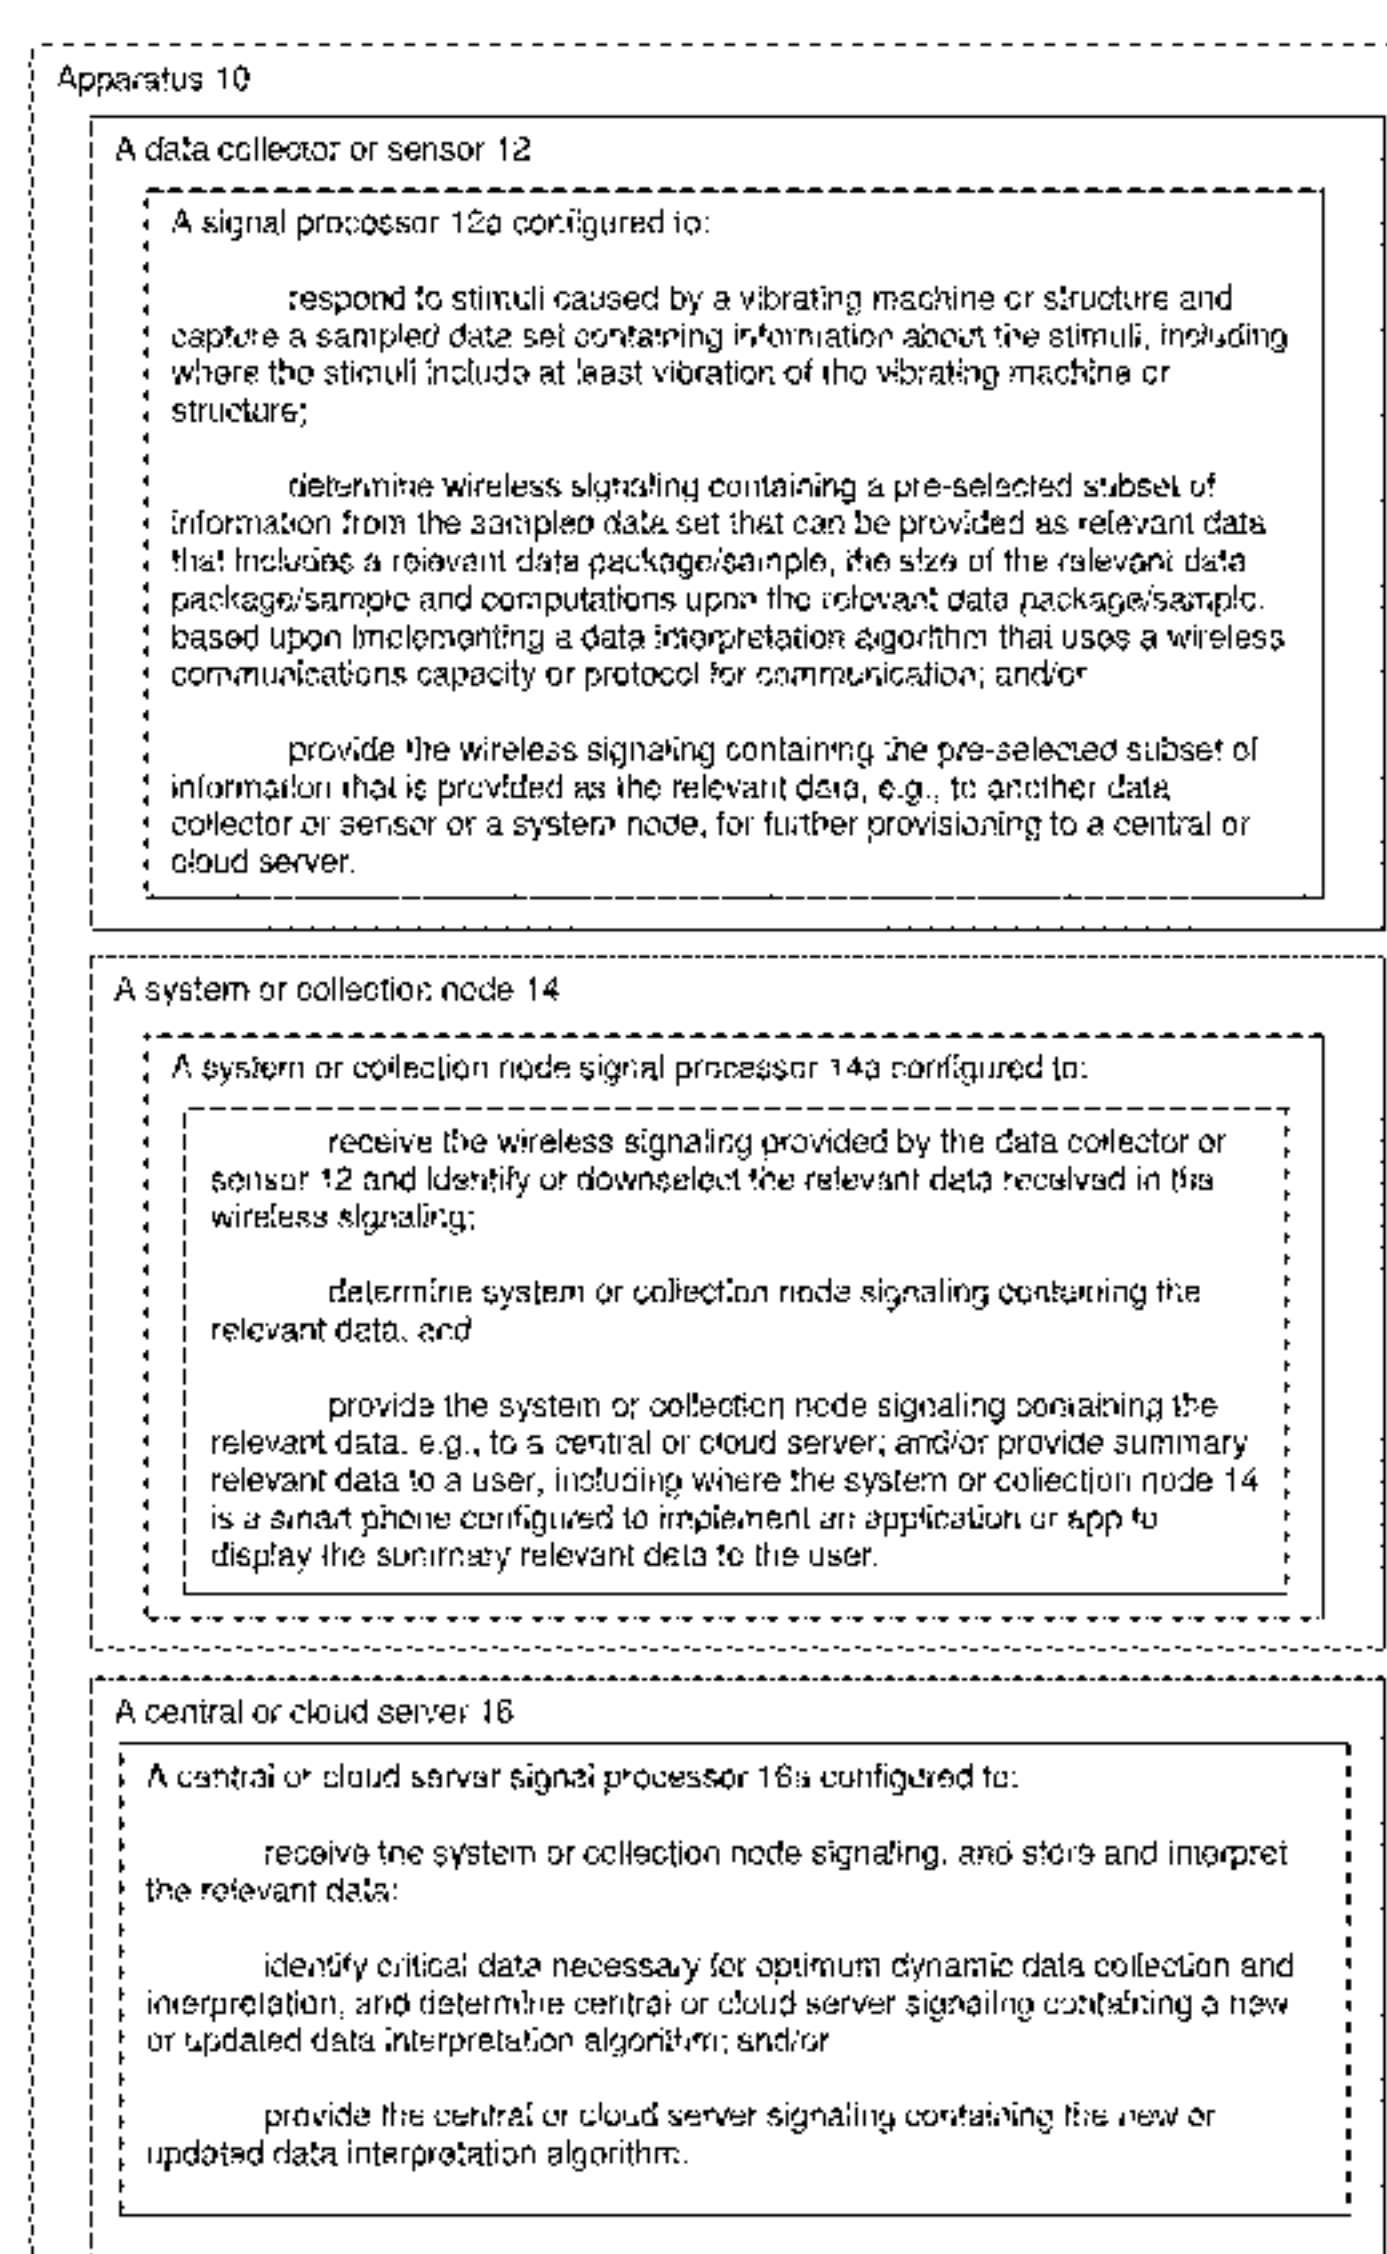 Apparatus 10
A data collector or sensor 12
A signal processor 12a configured to:
respond to stimuli caused by a vibrating machine or structure and
capture a sampled data set containing information about the stimuli, including
where the stimuli include at least vibration of the vibrating machine or
structure;
determine wireless signaling containing a pre-selected subset of
information from the sampled data set that can be provided as relevant data
that includes a relevant data package/sample, the size of the relevant data
package/sample and computations upon the relevant data package/sample,
based upon implementing a data interpretation algorithm that uses a wireless
communications capacity or protocol for communication; and/or
provide the wireless signaling containing the pre-selected subset of
information that is provided as the relevant data, e.g., to another data
collector or sensor or a system node, for further provisioning to a central or
cloud server.
A system or collection node 14
A system or collection node signal processor 14a configured to:
receive the wireless signaling provided by the data collector or
sensor 12 and identify or downselect the relevant data received in the
wireless signaling;
determine system or collection node signaling containing the
relevant data, and
provide the system or collection node signaling containing the
relevant data, e.g., to a central or cloud server; and/or provide summary
relevant data to a user, including where the system or collection node 14
is a smart phone configured to implement an application or app to
display the summary relevant data to the user.
A central or cloud server 16
A central or cloud server signal processor 16a configured to:
receive the system or collection node signaling, and store and interpret
the relevant data;
identify critical data necessary for optimum dynamic data collection and
interpretation, and determine central or cloud server signaling containing a new
or updated data interpretation algorithm; and/or
provide the central or cloud server signaling containing the new or
updated data interpretation algorithm.